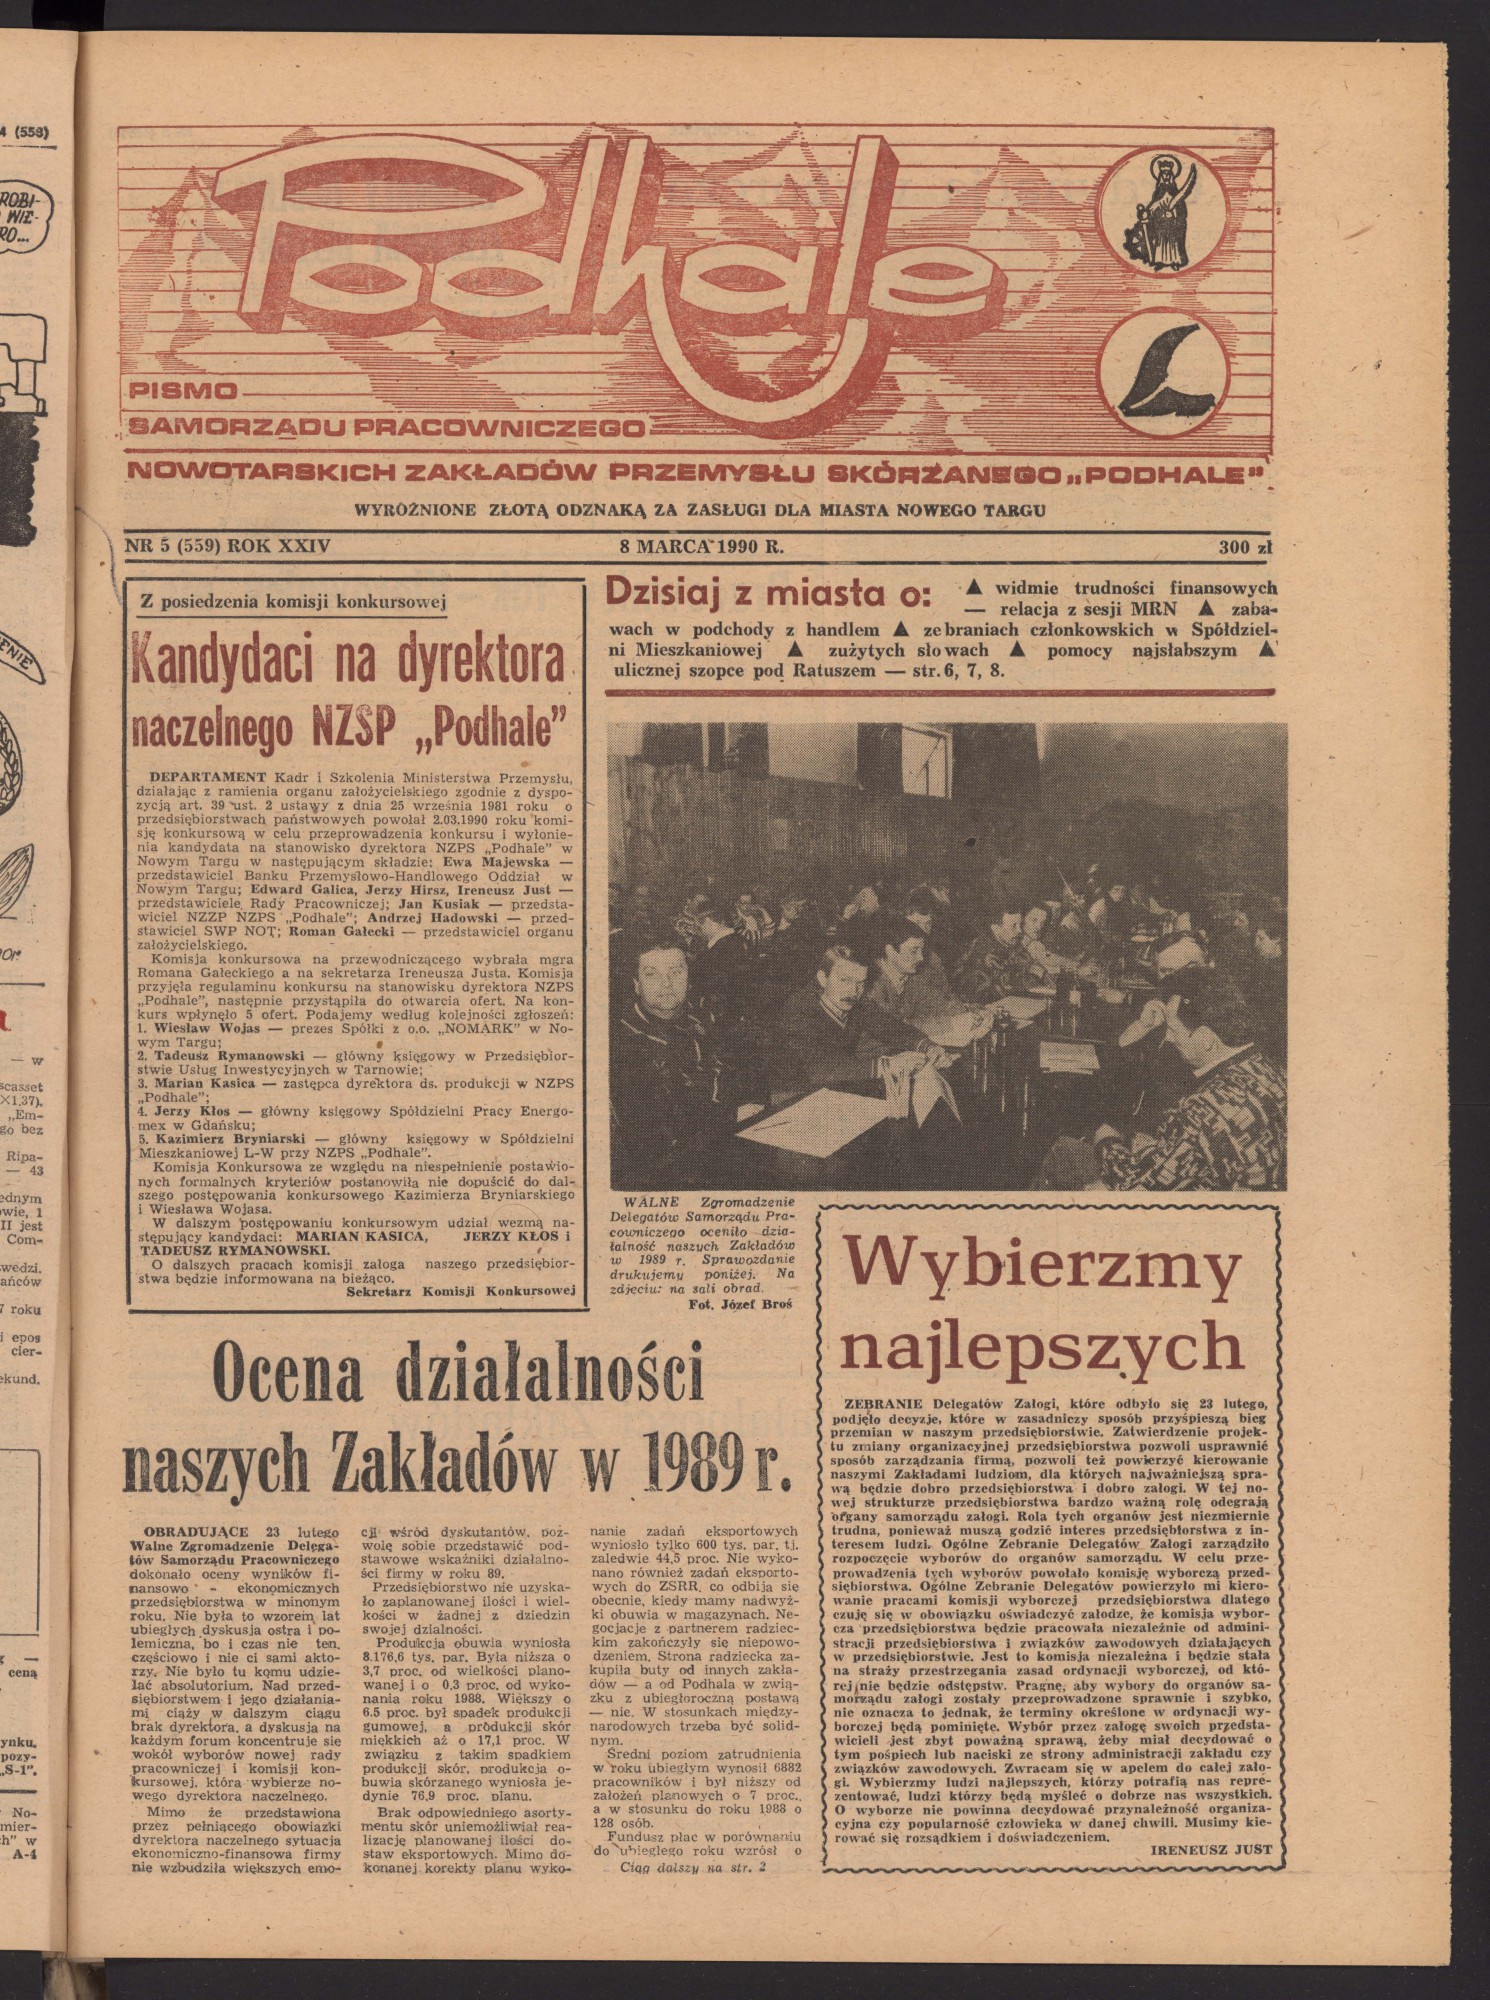 Podhale
PISMO
SAMORZĄDU PRACOWNICZEGO
NOWOTARSKICH ZAKŁADÓW PRZEMYSŁU SKÓRZANEGO „PODHALE"
WYRÓŻNIONE ZŁOTĄ ODZNAKĄ ZA ZASŁUGI DLA MIASTA NOWEGO TARGU
NR 5 (559) ROK XXIV
8 MARCA 1990 R.
300 zł
Z posiedzenia komisji konkursowej
Kandydaci na dyrektora
naczelnego NZSP „Podhale"
DEPARTAMENT Kadr i Szkolenia Ministerstwa Przemysłu,
działając z ramienia organu założycielskiego zgodnie z dyspo-
zycją art. 39 ust. 2 ustawy z dnia 25 września 1981 roku o
przedsiębiorstwach państwowych powołał 2.03.1990 roku komi-
sję konkursową w celu przeprowadzenia konkursu i wyłonie-
nia kandydata na stanowisko dyrektora NZPS „Podhale" w
Nowym Targu w następującym składzie: Ewa Majewska —
przedstawiciel Banku Przemysłowo-Handlowego Oddział w
Nowym Targu; Edward Galica, Jerzy Hirsz, Ireneusz Just —
przedstawiciele Rady Pracowniczej; Jan Kusiak — przedsta-
wiciel NZZP NZPS „Podhale"; Andrzej Hadowski — przed-
stawiciel SWP NOT; Roman Gałecki — przedstawiciel organu
założycielskiego.
Komisja konkursowa na przewodniczącego wybrała mgra
Romana Gałeckiego a na sekretarza Ireneusza Justa. Komisja
przyjęła regulaminu konkursu na stanowisku dyrektora NZPS
„Podhale", następnie przystąpiła do otwarcia ofert. Na kon-
kurs wpłynęło 5 ofert. Podajemy według kolejności zgłoszeń:
1. Wiesław Wojas — prezes Spółki z o.o. „NOMARK" w No-
wym Targu;
2. Tadeusz Rymanowski — główny księgowy w Przedsiębior-
stwie Usług Inwestycyjnych w Tarnowie;
3. Marian Kasica — zastępca dyrektora ds. produkcji w NZPS
„Podhale";
4. Jerzy Kłos — główny księgowy Spółdzielni Pracy Energo-
mex w Gdańsku;
5. Kazimierz Bryniarski — główny księgowy w Spółdzielni
Mieszkaniowej L-W przy NZPS „Podhale".
Komisja Konkursowa ze względu na niespełnienie postawio-
nych formalnych kryteriów postanowiła nie dopuścić do dal-
szego postępowania konkursowego Kazimierza Bryniarskiego
i Wiesława Wojasa.
W dalszym postępowaniu konkursowym udział wezmą na-
stępujący kandydaci: MARIAN KASICA, JERZY KŁOS i
TADEUSZ RYMANOWSKI.
O dalszych pracach komisji załoga naszego przedsiębior-
stwa będzie informowana na bieżąco.
Sekretarz Komisji Konkursowej
Dzisiaj z miasta o: ▲ widmie trudności finansowych
— relacja z sesji MRN ▲ zaba-
wach w podchody z handlem ▲ zebraniach członkowskich w Spółdziel-
ni Mieszkaniowej ▲ zużytych słowach ▲ pomocy najsłabszym ▲
ulicznej szopce pod Ratuszem — str. 6, 7, 8.
WALNE Zgromadzenie
Delegatów Samorządu Pra-
cowniczego oceniło dzia-
łalność naszych Zakładów
w 1989 r. Sprawozdanie
drukujemy poniżej. Na
zdjęciu: na sali obrad.
Fot. Józef Broś
Ocena działalności
naszych Zakładów w 1989 r.
OBRADUJĄCE 23 lutego
Walne Zgromadzenie Delega-
tów Samorządu Pracowniczego
dokonało oceny wyników fi-
nansowo - ekonomicznych
przedsiębiorstwa w minonym
roku. Nie była to wzorem lat
ubiegłych dyskusja ostra i po-
lemiczna, bo i czas nie ten,
częściowo i nie ci sami akto-
rzy. Nie było tu komu udzie-
lać absolutorium. Nad przed-
siębiorstwem i jego działania-
mi ciąży w dalszym ciągu
brak dyrektora, a dyskusja na
każdym forum koncentruje się
wokół wyborów nowej rady
pracowniczej i komisji kon-
kursowej, która wybierze no-
wego dyrektora naczelnego.
Mimo że przedstawiona
przez pełniącego obowiązki
dyrektora naczelnego sytuacja
ekonomiczno-finansowa firmy
nie wzbudziła większych emo-
cji wśród dyskutantów, poz-
wolę sobie przedstawić pod-
stawowe wskaźniki działalno-
ści firmy w roku 89.
Przedsiębiorstwo nie uzyska-
ło zaplanowanej ilości i wiel-
kości w żadnej z dziedzin
swojej dzialności.
Produkcja obuwia wyniosła
8.176,6 tys. par. Była niższa o
3,7 proc. od wielkości plano-
wanej i o 0,3 proc. od wyko-
nania roku 1988. Większy o
6,5 proc. był spadek produkcji
gumowej, a produkcji skór
miękkich aż o 17,1 proc. W
związku z takim spadkiem
produkcji skór, produkcja o-
buwia skórzanego wyniosła je-
dynie 76,9 proc. planu.
Brak odpowiedniego asorty-
mentu skór uniemożliwiał rea-
lizację planowanej ilości do-
staw eksportowych. Mimo do-
konanej korekty planu wyko-
nanie zadań eksportowych
wyniosło tylko 600 tys. par, tj.
zaledwie 44,5 proc. Nie wyko-
nano również zadań eksporto-
wych do ZSRR, co odbija się
obecnie, kiedy mamy nadwyż-
ki obuwia w magazynach. Ne-
gocjacje z partnerem radziec-
kim zakończyły się niepowo-
dzeniem. Strona radziecka za-
kupiła buty od innych zakła-
dów — a od Podhala w zwią-
zku z ubiegłoroczną postawą
— nie. W stosunkach między-
narodowych trzeba być solid-
nym.
Średni poziom zatrudnienia
w roku ubiegłym wynosił 6882
pracowników i był niższy od
założeń planowych o 7 proc.,
a w stosunku do roku 1988 o
128 osób.
Fundusz płac w porównaniu
do ubiegłego roku wzrósł o
Ciąg dalszy na str. 2
Wybierzmy
najlepszych
ZEBRANIE Delegatów Załogi, które odbyło się 23 lutego,
podjęło decyzje, które w zasadniczy sposób przyśpieszą bieg
przemian w naszym przedsiębiorstwie. Zatwierdzenie projek-
tu zmiany organizacyjnej przedsiębiorstwa pozwoli usprawnić
sposób zarządzania firmą, pozwoli też powierzyć kierowanie
naszymi Zakładami ludziom, dla których najważniejszą spra-
wą będzie dobro przedsiębiorstwa i dobro załogi. W tej no-
wej strukturze przedsiębiorstwa bardzo ważną rolę odegrają
organy samorządu załogi. Rola tych organów jest niezmiernie
trudna, ponieważ muszą godzić interes przedsiębiorstwa z in-
teresem ludzi. Ogólne Zebranie Delegatów Załogi zarządziło
rozpoczęcie wyborów do organów samorządu. W celu prze-
prowadzenia tych wyborów powołało komisję wyborczą przed-
siębiorstwa. Ogólne Zebranie Delegatów powierzyło mi kiero-
wanie pracami komisji wyborczej przedsiębiorstwa dlatego
czuję się w obowiązku oświadczyć załodze, że komisja wybor-
cza przedsiębiorstwa będzie pracowała niezależnie od admini-
stracji przedsiębiorstwa i związków zawodowych działających
w przedsiębiorstwie. Jest to komisja niezależna i będzie stała
na straży przestrzegania zasad ordynacji wyborczej, od któ-
rej nie będzie odstępstw. Pragnę, aby wybory do organów sa-
morządu załogi zostały przeprowadzone sprawnie i szybko,
nie oznacza to jednak, że terminy określone w ordynacji wy-
borczej będą pominięte. Wybór przez załogę swoich przedsta-
wicieli jest zbyt poważną sprawą, żeby miał decydować o
tym pośpiech lub naciski ze strony administracji zakładu czy
związków zawodowych. Zwracam się w apelem do całej zało-
gi. Wybierzmy ludzi najlepszych, którzy potrafią nas repre-
zentować, ludzi którzy będą myśleć o dobrze nas wszystkich.
O wyborze nie powinna decydować przynależność organiza-
cyjna czy popularność człowieka w danej chwili. Musimy kie-
rować się rozsądkiem i doświadczeniem.
IRENEUSZ JUST